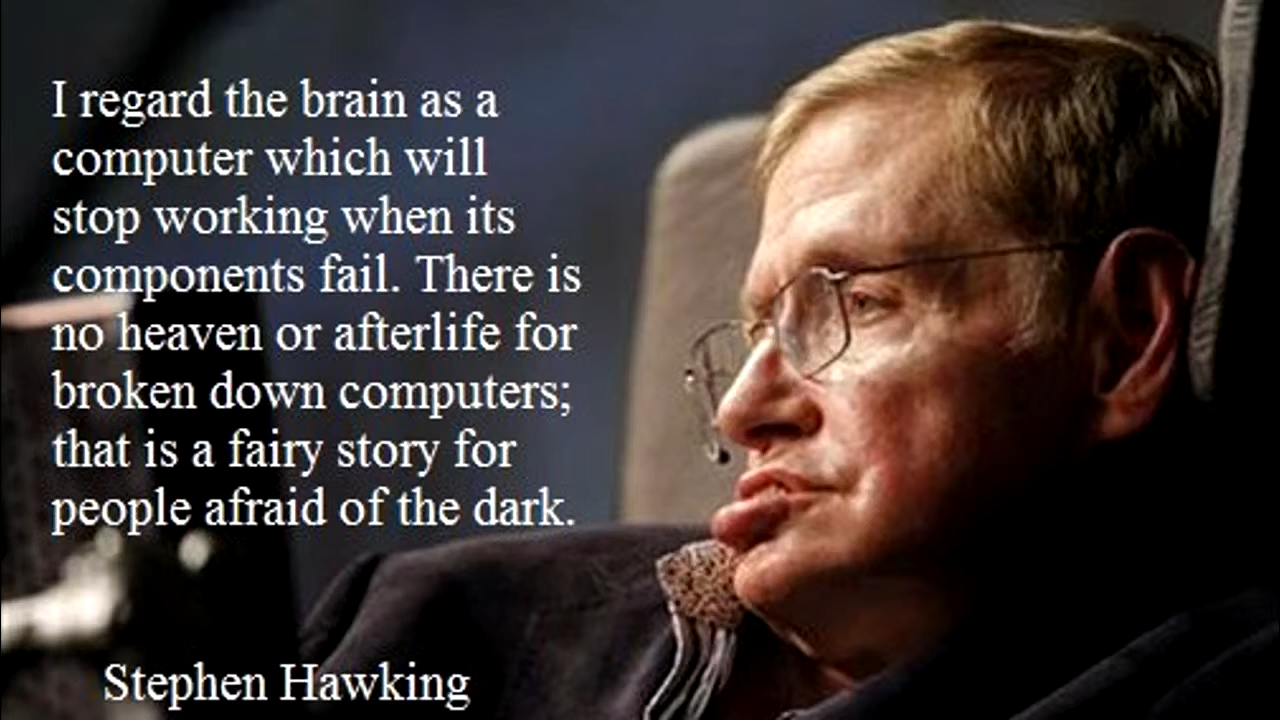 I regard the brain as a
computer which will
stop working when its
components fail. There is
no heaven or afterlife for
broken down computers;
that is a fairy story for
people afraid of the dark.
Stephen Hawking